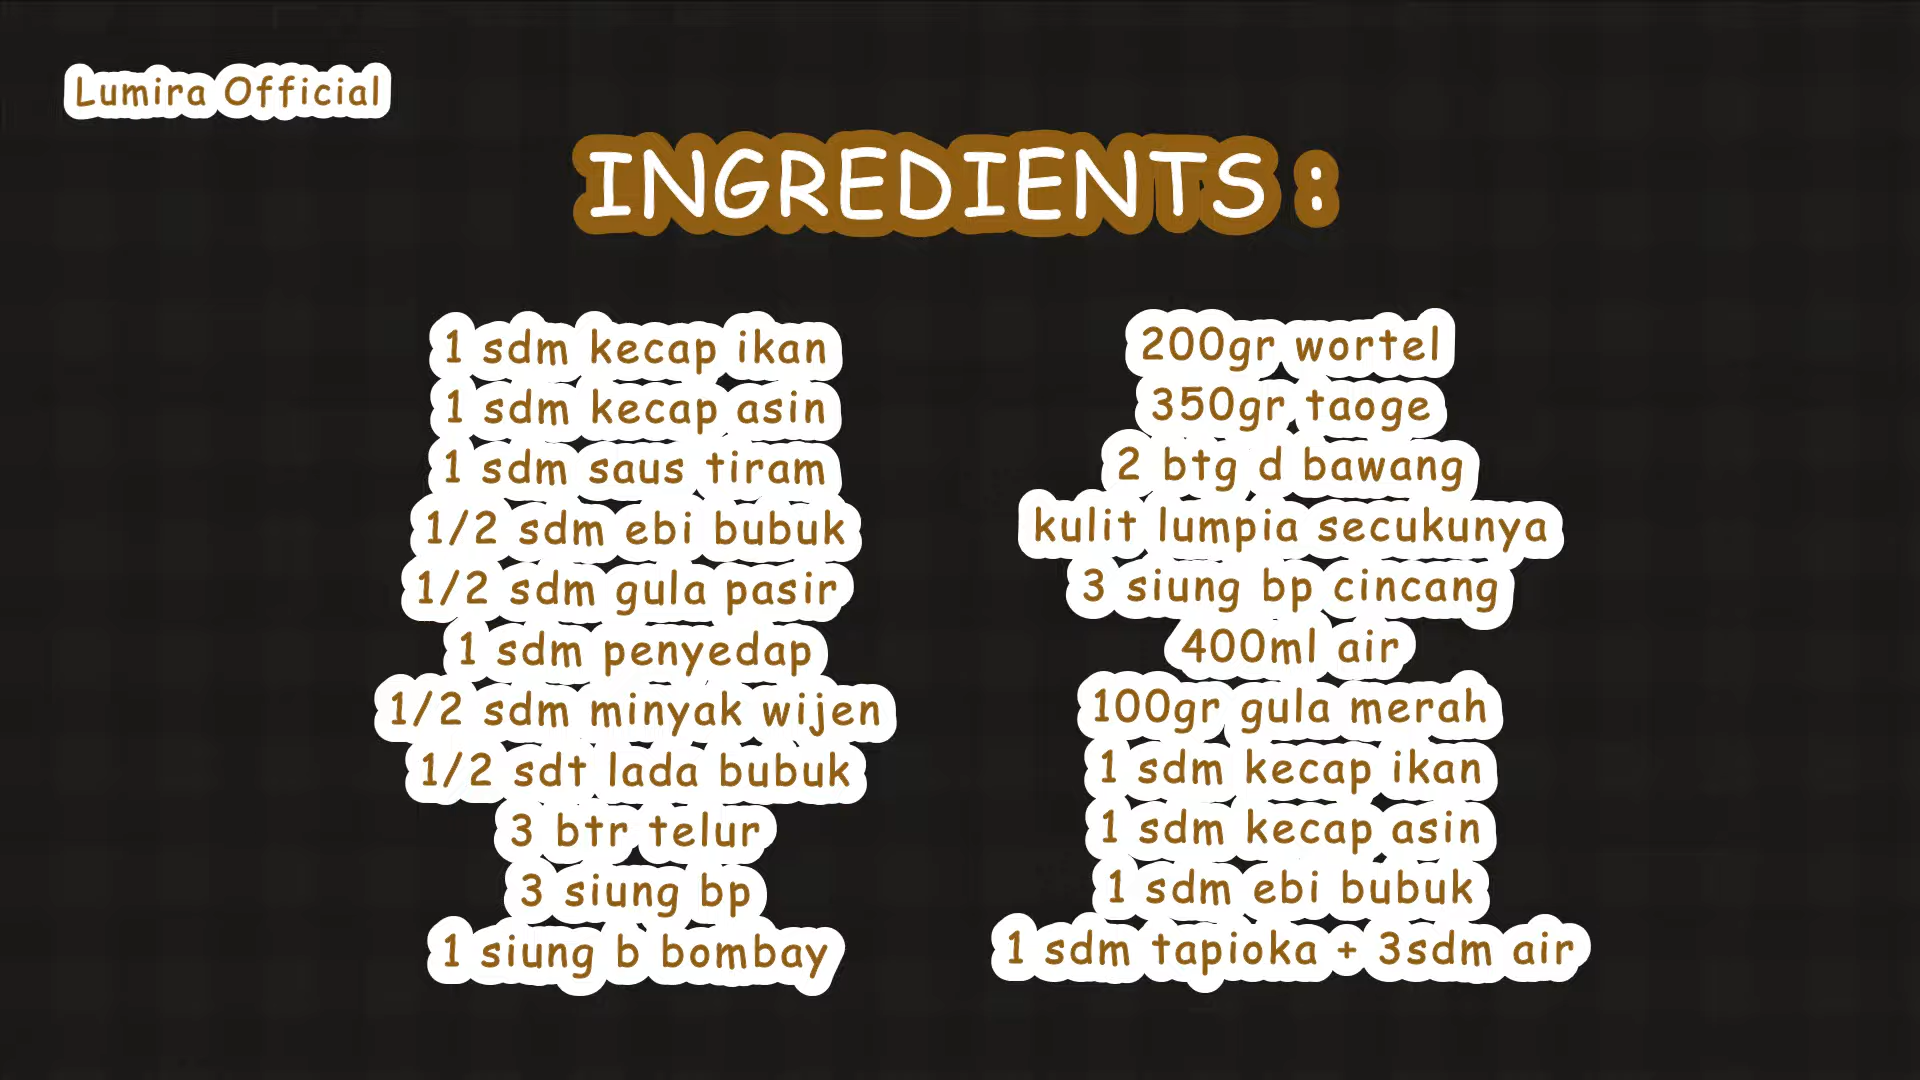 Lumira Official
INGREDIENTS :
1 sdm kecap ikan
1 sdm kecap asin
1 sdm saus tiram
1/2 sdm ebi bubuk
1/2 sdm gula pasir
1 sdm penyedap
1/2 sdm minyak wijen
1/2 sdt lada bubuk
3 btr telur
3 siung bp
1 siung b bombay
200gr wortel
350gr taoge
2 btg d bawang
kulit lumpia secukunya
3 siung bp cincang
400ml air
100gr gula merah
1 sdm kecap ikan
1 sdm kecap asin
1 sdm ebi bubuk
1 sdm tapioka + 3sdm air